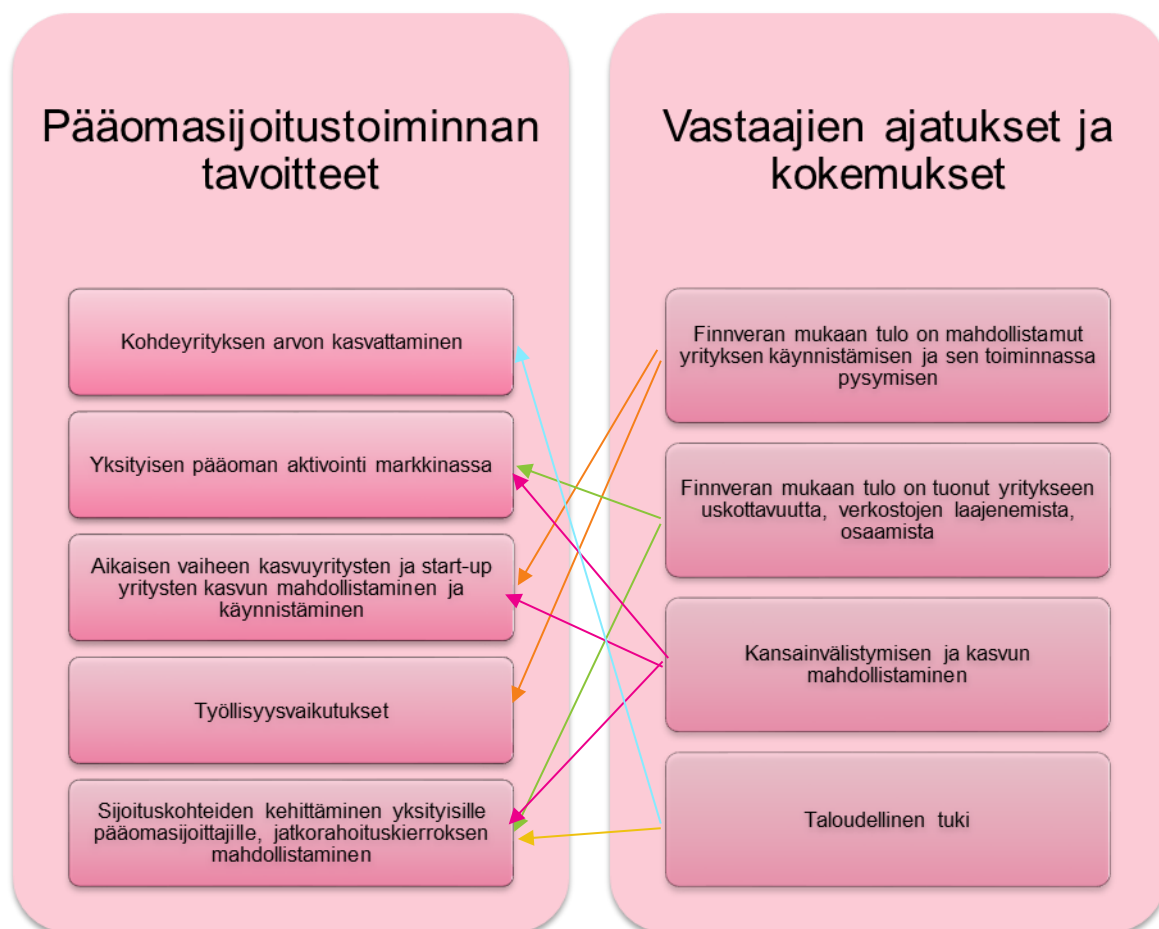 Pääomasijoitustoiminnan
tavoitteet
Kohdeyrityksen arvon kasvattaminen
Yksityisen pääoman aktivointi markkinassa
Aikaisen vaiheen kasvuyritysten ja start-up
yritysten kasvun mahdollistaminen ja
käynnistäminen
Työllisyysvaikutukset
Sijoituskohteiden kehittäminen yksityisille
pääomasijoittajille, jatkorahoituskierroksen
mahdollistaminen
Vastaajien ajatukset ja
kokemukset
Finnveran mukaan tulo on mahdollistamut
yrityksen käynnistämisen ja sen toiminnassa
pysymisen
Finnveran mukaan tulo on tuonut yritykseen
uskottavuutta, verkostojen laajenemista,
osaamista
Kansainvälistymisen ja kasvun
mahdollistaminen
Taloudellinen tuki